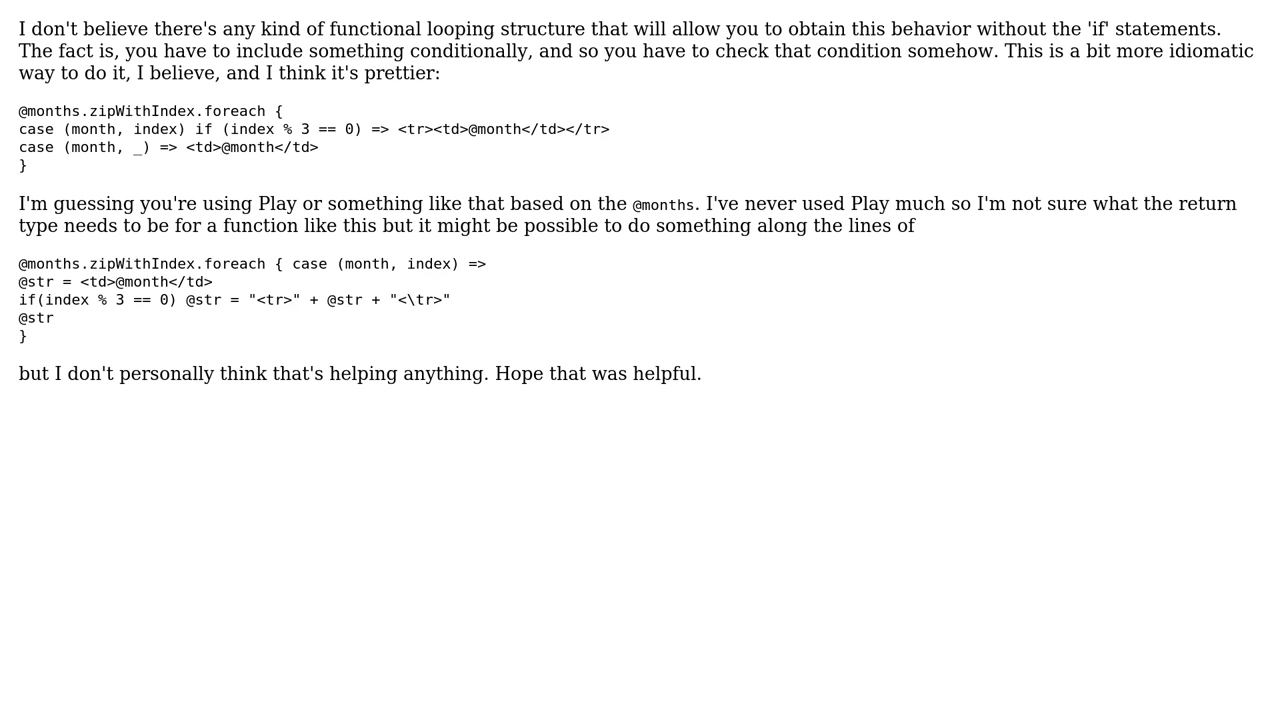 I don't believe there's any kind of functional looping structure that will allow you to obtain this behavior without the 'if' statements.
The fact is, you have to include something conditionally, and so you have to check that condition somehow. This is a bit more idiomatic
way to do it, I believe, and I think it's prettier:
@months.zipWithIndex.foreach {
case (month, index) if (index % 3 == 0) => <tr><td>@month</td></tr>
case (month, _) => <td>@month</td>
}
I'm guessing you're using Play or something like that based on the @months. I've never used Play much so I'm not sure what the return
type needs to be for a function like this but it might be possible to do something along the lines of
@months.zipWithIndex.foreach { case (month, index) =>
@str = <td>@month</td>
if(index % 3 == 0) @str = "<tr>" + @str + "<\tr>"
@str
}
but I don't personally think that's helping anything. Hope that was helpful.